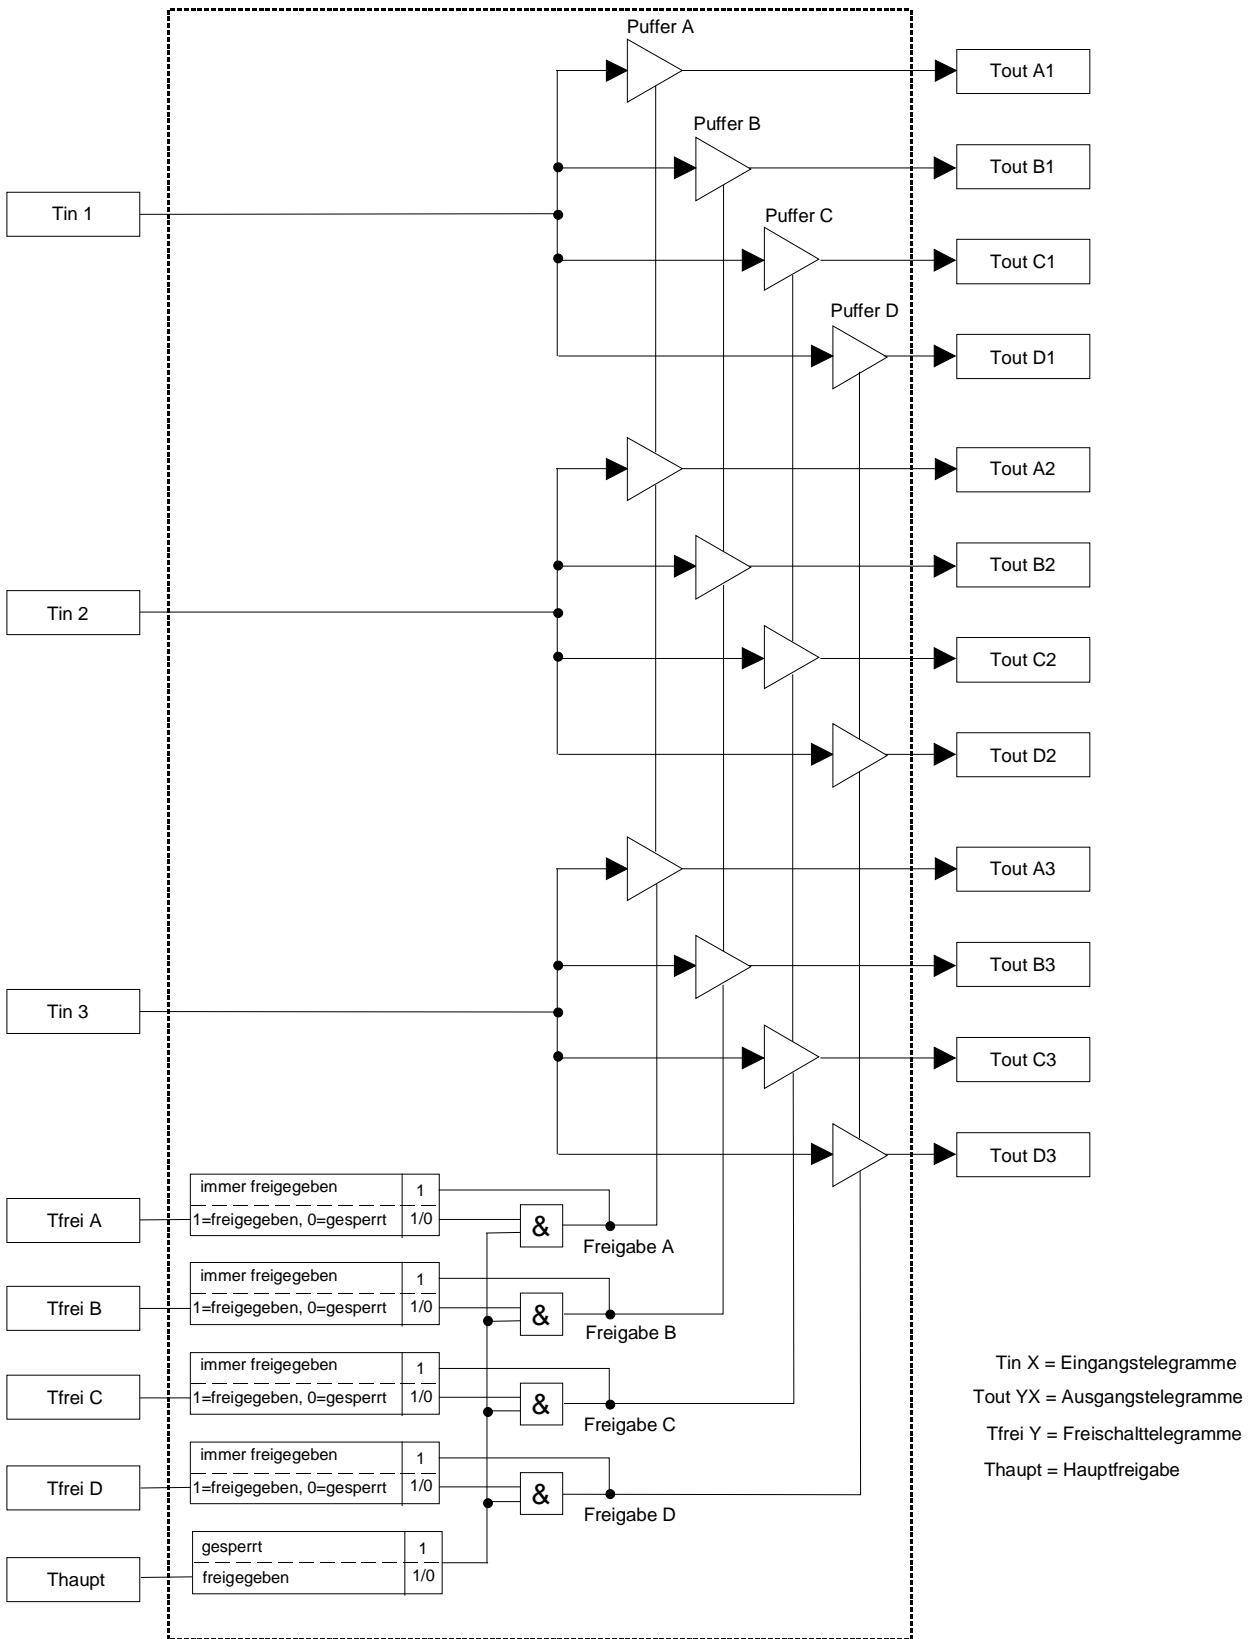 Puffer A
Tout A1
Puffer B
Tout B1
Tin 1
Puffer C
Tout C1
Puffer D
Tout D1
Tout A2
Tout B2
Tin 2
Tout C2
Tout D2
Tout A3
Tout B3
Tin 3
Tout C3
Tout D3
immer freigegeben 1
Tfrei A
1=freigegeben, 0=gesperrt 1/0
&
Freigabe A
immer freigegeben 1
Tfrei B
1=freigegeben, 0=gesperrt 1/0
&
Freigabe B
immer freigegeben 1
Tfrei C
1=freigegeben, 0=gesperrt 1/0
&
Freigabe C
immer freigegeben 1
Tfrei D
1=freigegeben, 0=gesperrt 1/0
&
Freigabe D
gesperrt 1
Thaupt
freigegeben 1/0
Tin X = Eingangstelegramme
Tout YX = Ausgangstelegramme
Tfrei Y = Freischalttelegramme
Thaupt = Hauptfreigabe